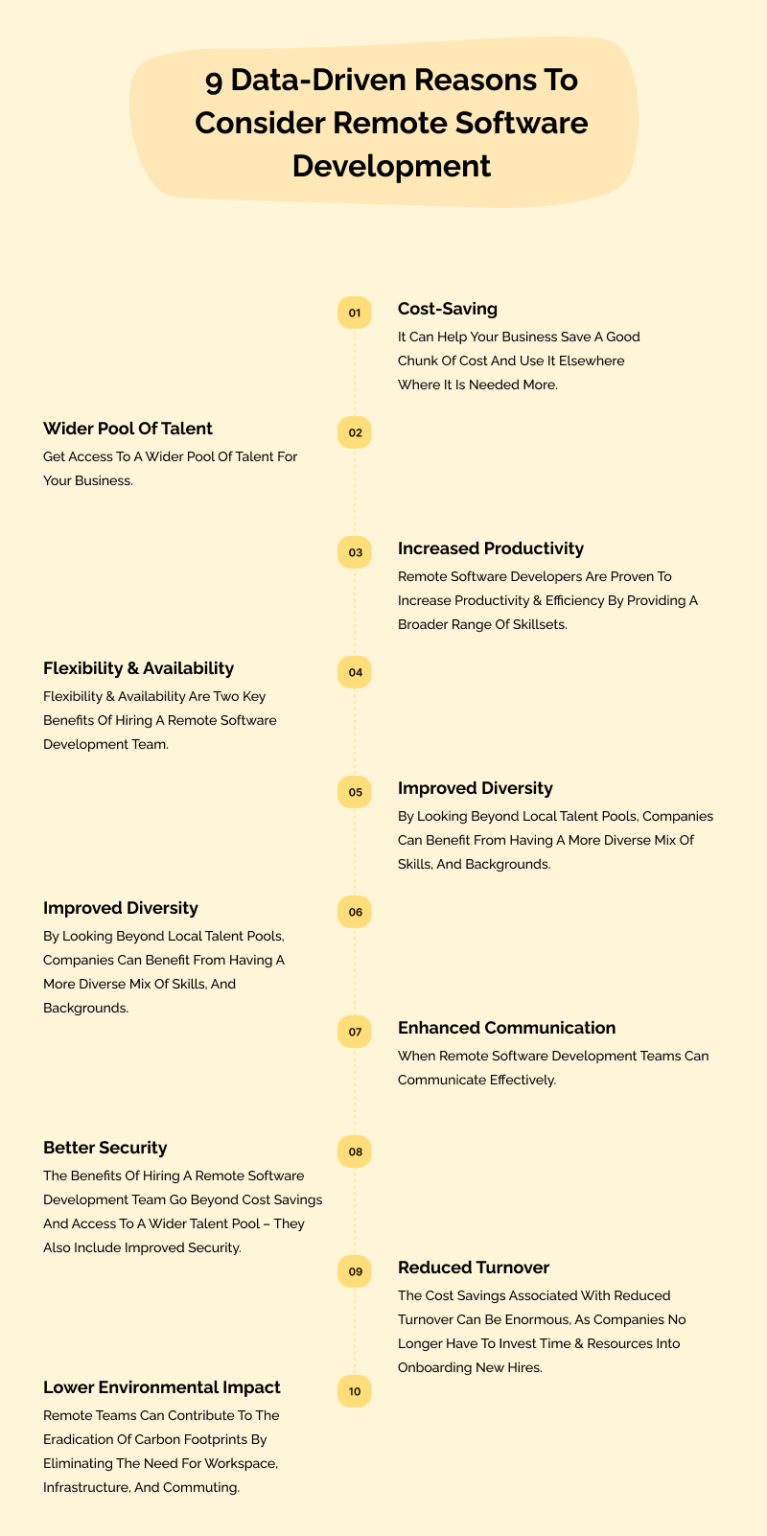 9 Data-Driven Reasons To
Consider Remote Software
Development
01
Cost-Saving
It Can Help Your Business Save A Good
Chunk Of Cost And Use It Elsewhere
Where It Is Needed More.
02
Wider Pool Of Talent
Get Access To A Wider Pool Of Talent For
Your Business.
03
Increased Productivity
Remote Software Developers Are Proven To
Increase Productivity & Efficiency By Providing A
Broader Range Of Skillsets.
04
Flexibility & Availability
Flexibility & Availability Are Two Key
Benefits Of Hiring A Remote Software
Development Team.
05
Improved Diversity
By Looking Beyond Local Talent Pools, Companies
Can Benefit From Having A More Diverse Mix Of
Skills, And Backgrounds.
06
Improved Diversity
By Looking Beyond Local Talent Pools,
Companies Can Benefit From Having A
More Diverse Mix Of Skills, And
Backgrounds.
07
Enhanced Communication
When Remote Software Development Teams Can
Communicate Effectively.
08
Better Security
The Benefits Of Hiring A Remote Software
Development Team Go Beyond Cost Savings
And Access To A Wider Talent Pool – They
Also Include Improved Security.
09
Reduced Turnover
The Cost Savings Associated With Reduced
Turnover Can Be Enormous, As Companies No
Longer Have To Invest Time & Resources Into
Onboarding New Hires.
10
Lower Environmental Impact
Remote Teams Can Contribute To The
Eradication Of Carbon Footprints By
Eliminating The Need For Workspace,
Infrastructure, And Commuting.